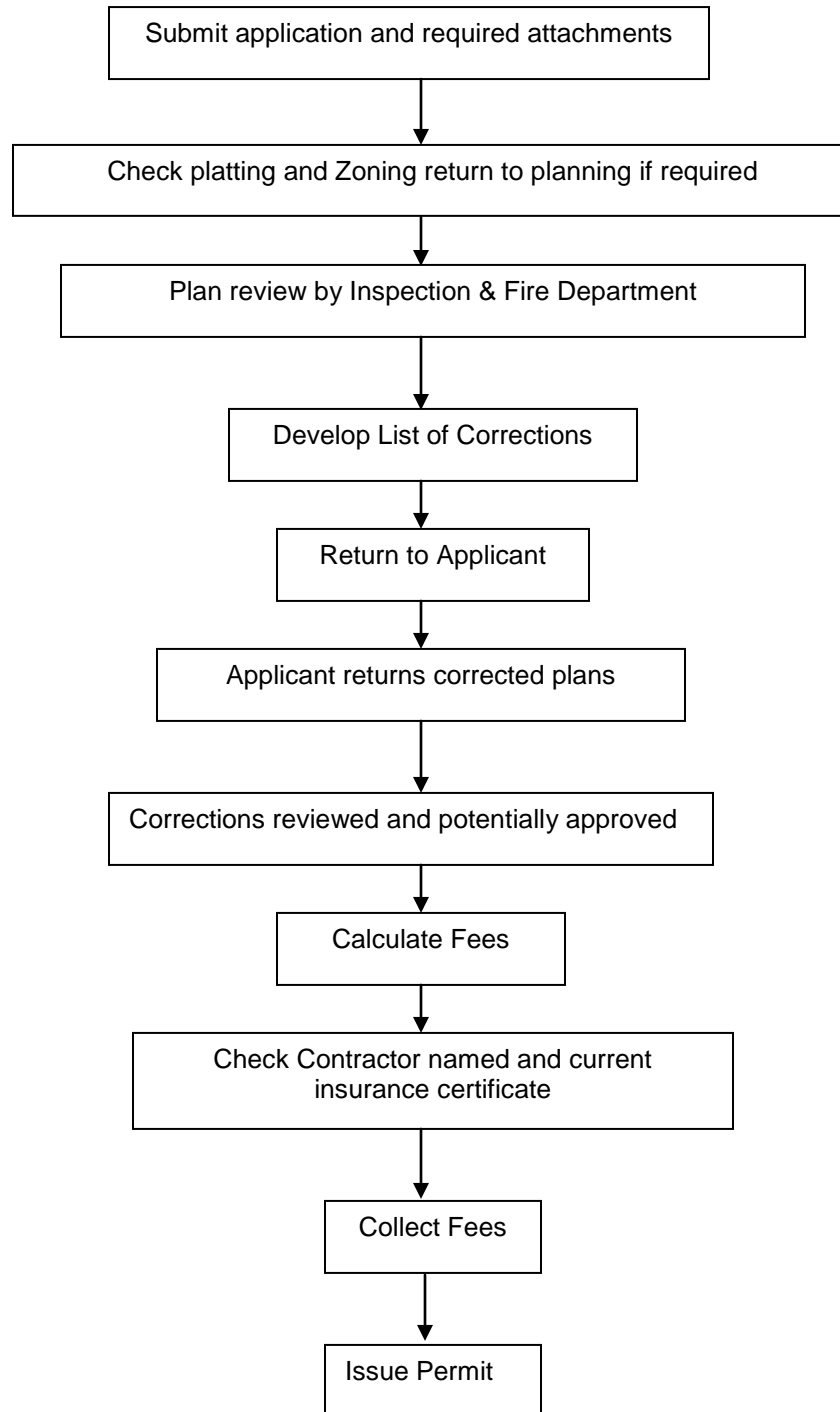 Submit application and required attachments
Check platting and Zoning return to planning if required
Plan review by Inspection & Fire Department
Develop List of Corrections
Return to Applicant
Applicant returns corrected plans
Corrections reviewed and potentially approved
Calculate Fees
Check Contractor named and current
insurance certificate
Collect Fees
Issue Permit